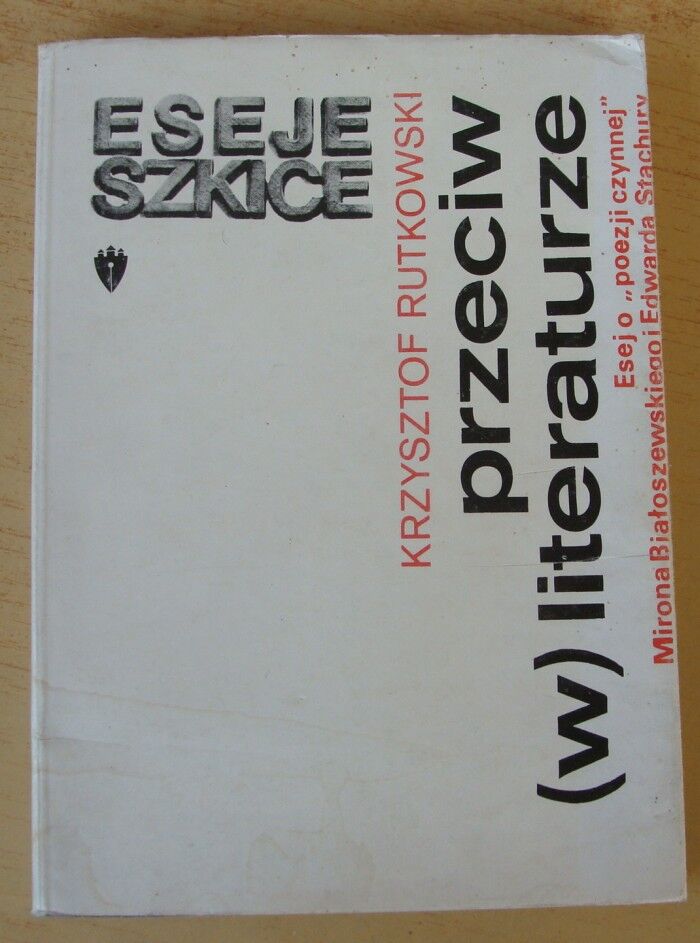 ESEJE
SZKICE
KRZYSZTOF RUTKOWSKI
przeciw
(w) literaturze
Esej o „poezji czynnej”
Mirona Białoszewskiego i Edwarda Stachury